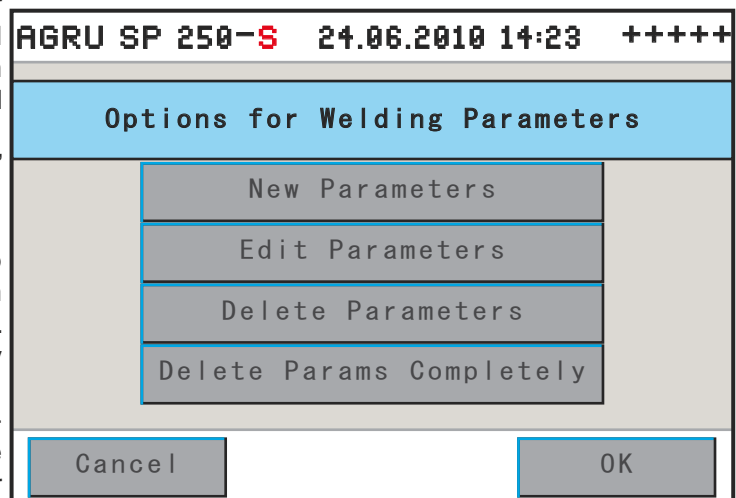 AGRU SP 250-S 24.06.2010 14:23 +++++
Options for Welding Parameters
New Parameters
Edit Parameters
Delete Parameters
Delete Params Completely
Cancel OK